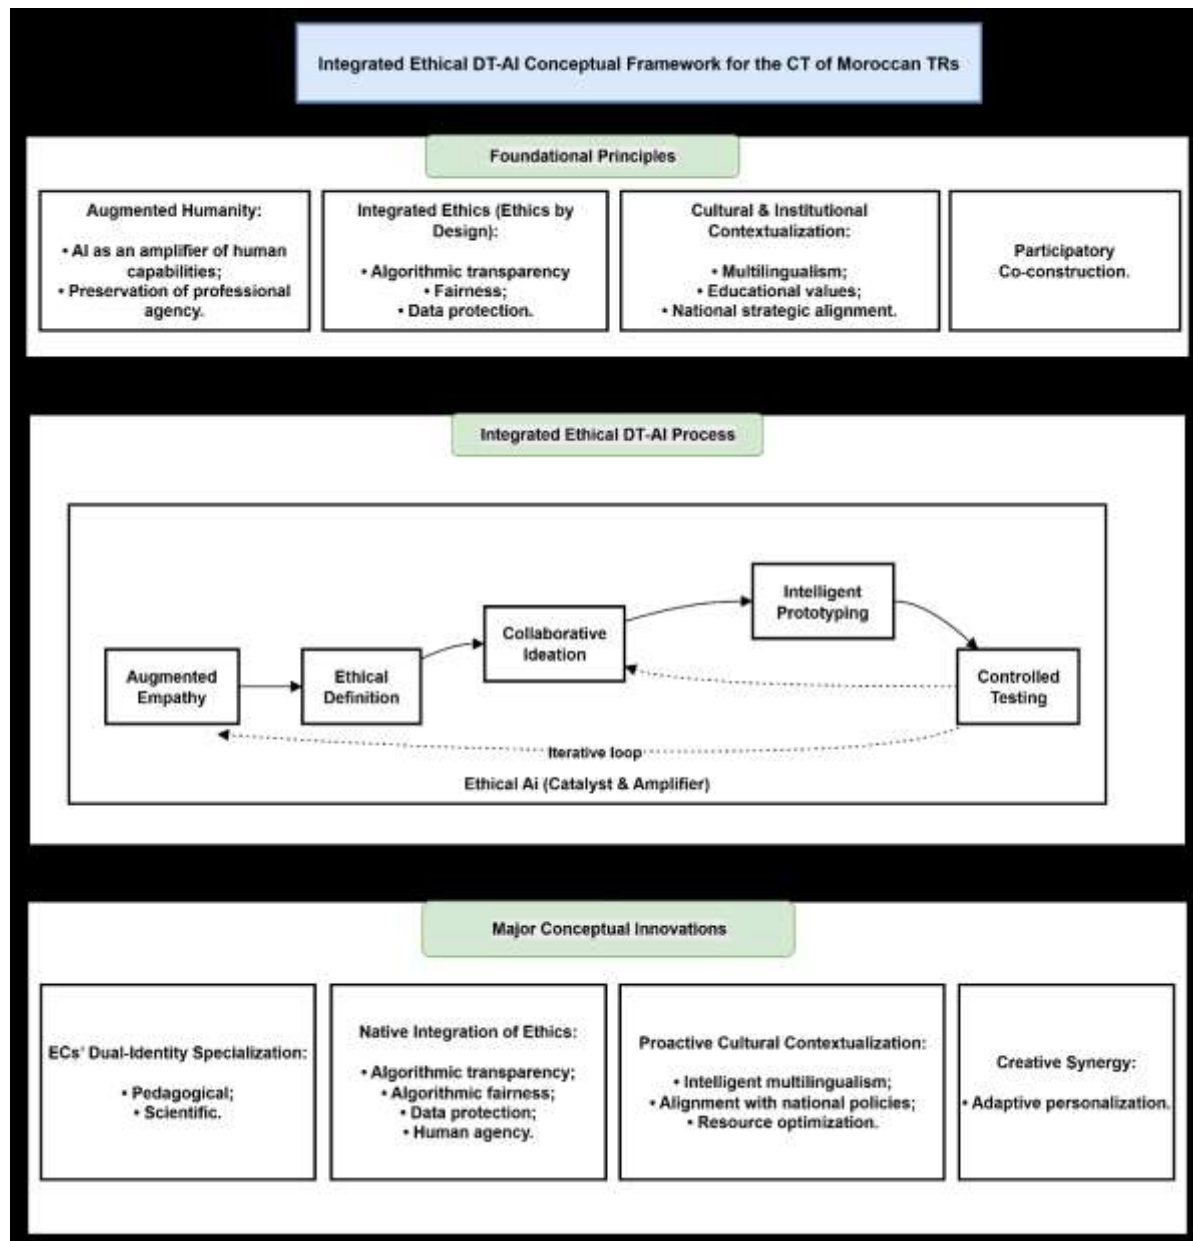 Integrated Ethical DT-AI Conceptual Framework for the CT of Moroccan TRs
Foundational Principles
Augmented Humanity:
• AI as an amplifier of human
capabilities;
• Preservation of professional
agency.
Integrated Ethics (Ethics by
Design):
• Algorithmic transparency
• Fairness;
• Data protection.
Cultural & Institutional
Contextualization:
• Multilingualism;
• Educational values;
• National strategic alignment.
Participatory
Co-construction.
Integrated Ethical DT-AI Process
Augmented
Empathy
Ethical
Definition
Collaborative
Ideation
Intelligent
Prototyping
Controlled
Testing
Iterative loop
Ethical Ai (Catalyst & Amplifier)
Major Conceptual Innovations
ECs' Dual-Identity Specialization:
• Pedagogical;
• Scientific.
Native Integration of Ethics:
• Algorithmic transparency;
• Algorithmic fairness;
• Data protection;
• Human agency.
Proactive Cultural Contextualization:
• Intelligent multilingualism;
• Alignment with national policies;
• Resource optimization.
Creative Synergy:
• Adaptive personalization.